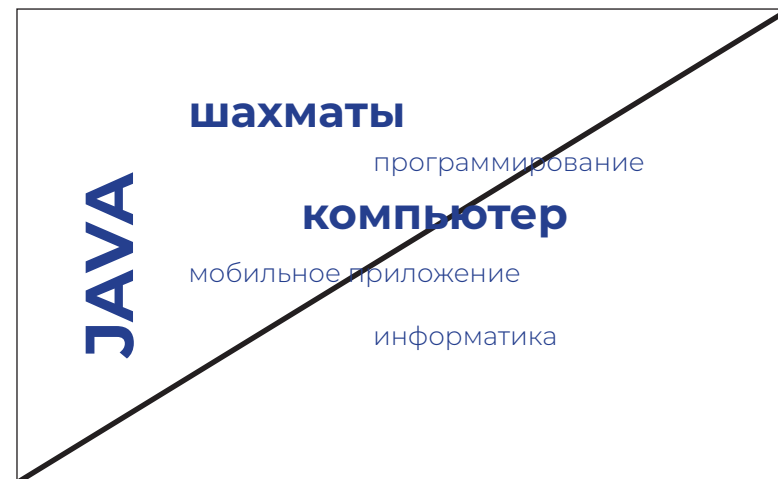 шахматы
программирование
JAVA
компьютер
мобильное приложение
информатика